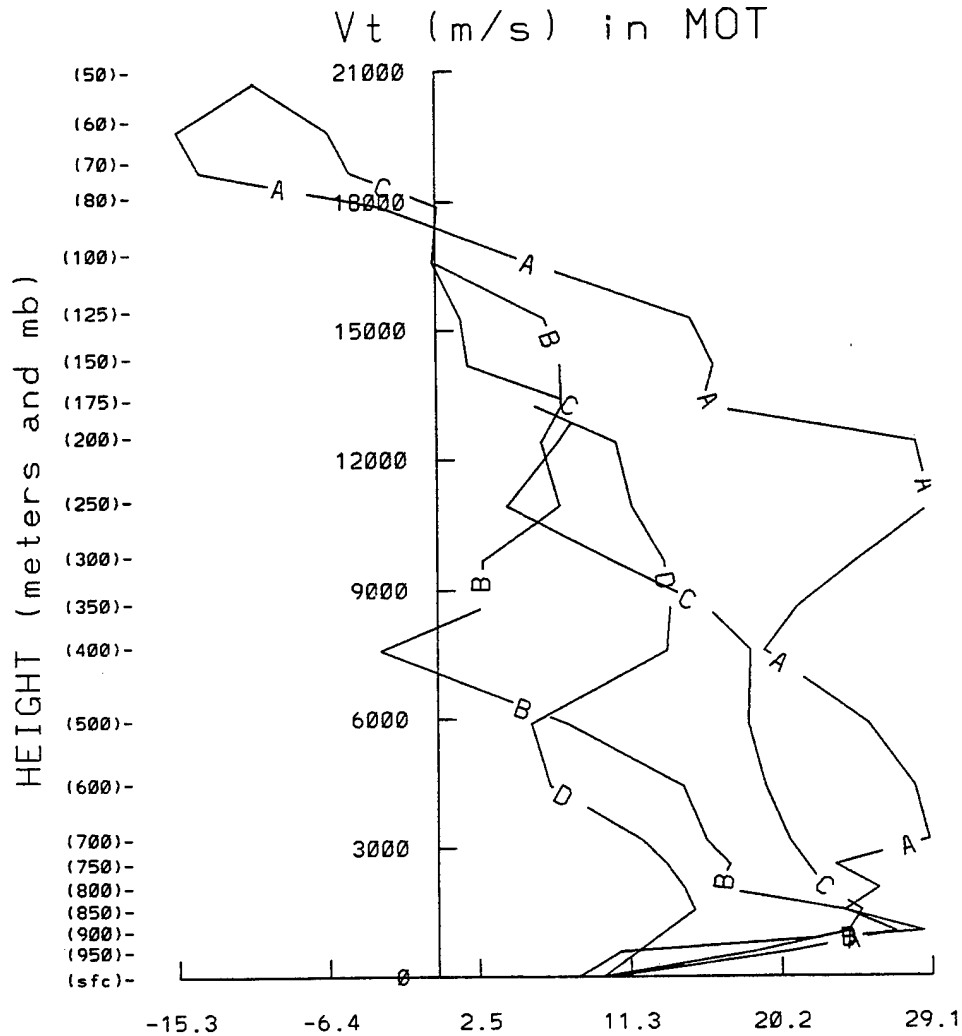 Vt (m/s) in MOT
HEIGHT (meters and mb)
(50)- 21000
(60)-
(70)-
(80)- 18000
(100)-
(125)- 15000
(150)-
(175)-
(200)- 12000
(250)-
(300)- 9000
(350)-
(400)-
(500)- 6000
(600)-
(700)- 3000
(750)-
(800)-
(850)-
(900)-
(950)-
(sfc)- 0
-15.3 -6.4 2.5 11.3 20.2 29.1
A C
A
B
C A
A
B D C
A
B
D
A
B C
B A